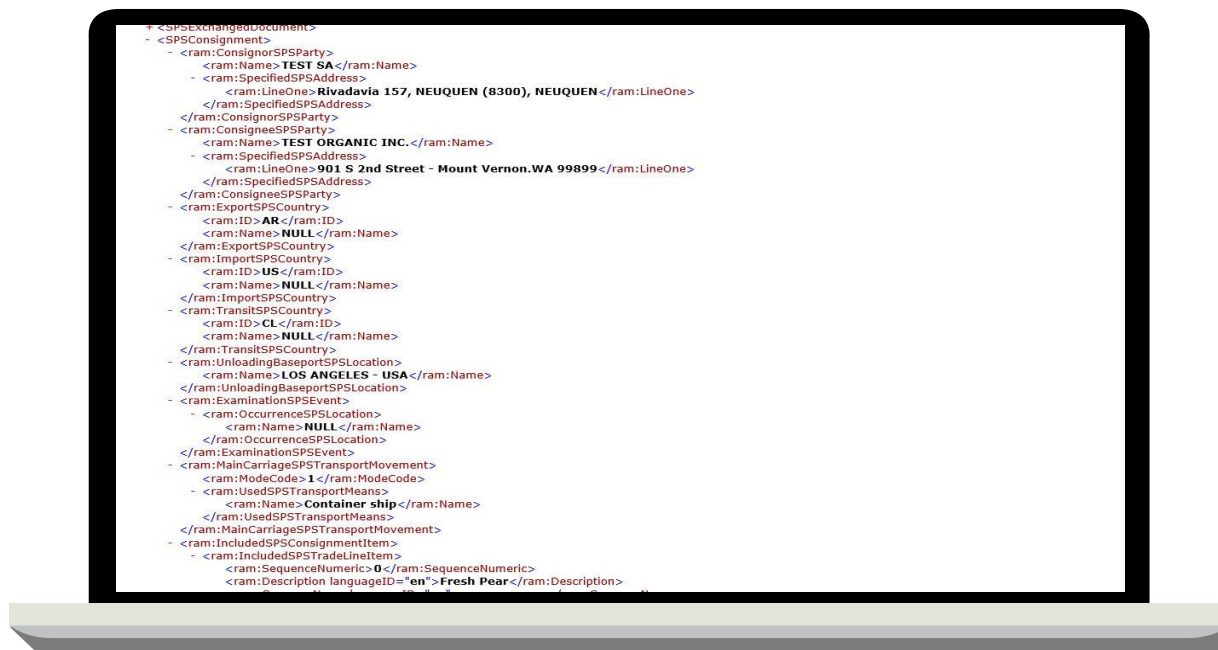 + <SPSExchangedDocument>
- <SPSConsignment>
- <ram:ConsignorSPSParty>
<ram:Name>TEST SA</ram:Name>
- <ram:SpecifiedSPSAddress>
<ram:LineOne>Rivadavia 157, NEUQUEN (8300), NEUQUEN</ram:LineOne>
</ram:SpecifiedSPSAddress>
</ram:ConsignorSPSParty>
- <ram:ConsigneeSPSParty>
<ram:Name>TEST ORGANIC INC.</ram:Name>
- <ram:SpecifiedSPSAddress>
<ram:LineOne>901 S 2nd Street - Mount Vernon.WA 99899</ram:LineOne>
</ram:SpecifiedSPSAddress>
</ram:ConsigneeSPSParty>
- <ram:ExportSPSCountry>
<ram:ID>AR</ram:ID>
<ram:Name>NULL</ram:Name>
</ram:ExportSPSCountry>
- <ram:ImportSPSCountry>
<ram:ID>US</ram:ID>
<ram:Name>NULL</ram:Name>
</ram:ImportSPSCountry>
- <ram:TransitSPSCountry>
<ram:ID>CL</ram:ID>
<ram:Name>NULL</ram:Name>
</ram:TransitSPSCountry>
- <ram:UnloadingBaseportSPSLocation>
<ram:Name>LOS ANGELES - USA</ram:Name>
</ram:UnloadingBaseportSPSLocation>
- <ram:ExaminationSPSEvent>
- <ram:OccurrenceSPSLocation>
<ram:Name>NULL</ram:Name>
</ram:OccurrenceSPSLocation>
</ram:ExaminationSPSEvent>
- <ram:MainCarriageSPSTransportMovement>
<ram:ModeCode>1</ram:ModeCode>
- <ram:UsedSPSTransportMeans>
<ram:Name>Container ship</ram:Name>
</ram:UsedSPSTransportMeans>
</ram:MainCarriageSPSTransportMovement>
- <ram:IncludedSPSConsignmentItem>
- <ram:IncludedSPSTradeLineItem>
<ram:SequenceNumeric>0</ram:SequenceNumeric>
<ram:Description languageID="en">Fresh Pear</ram:Description>